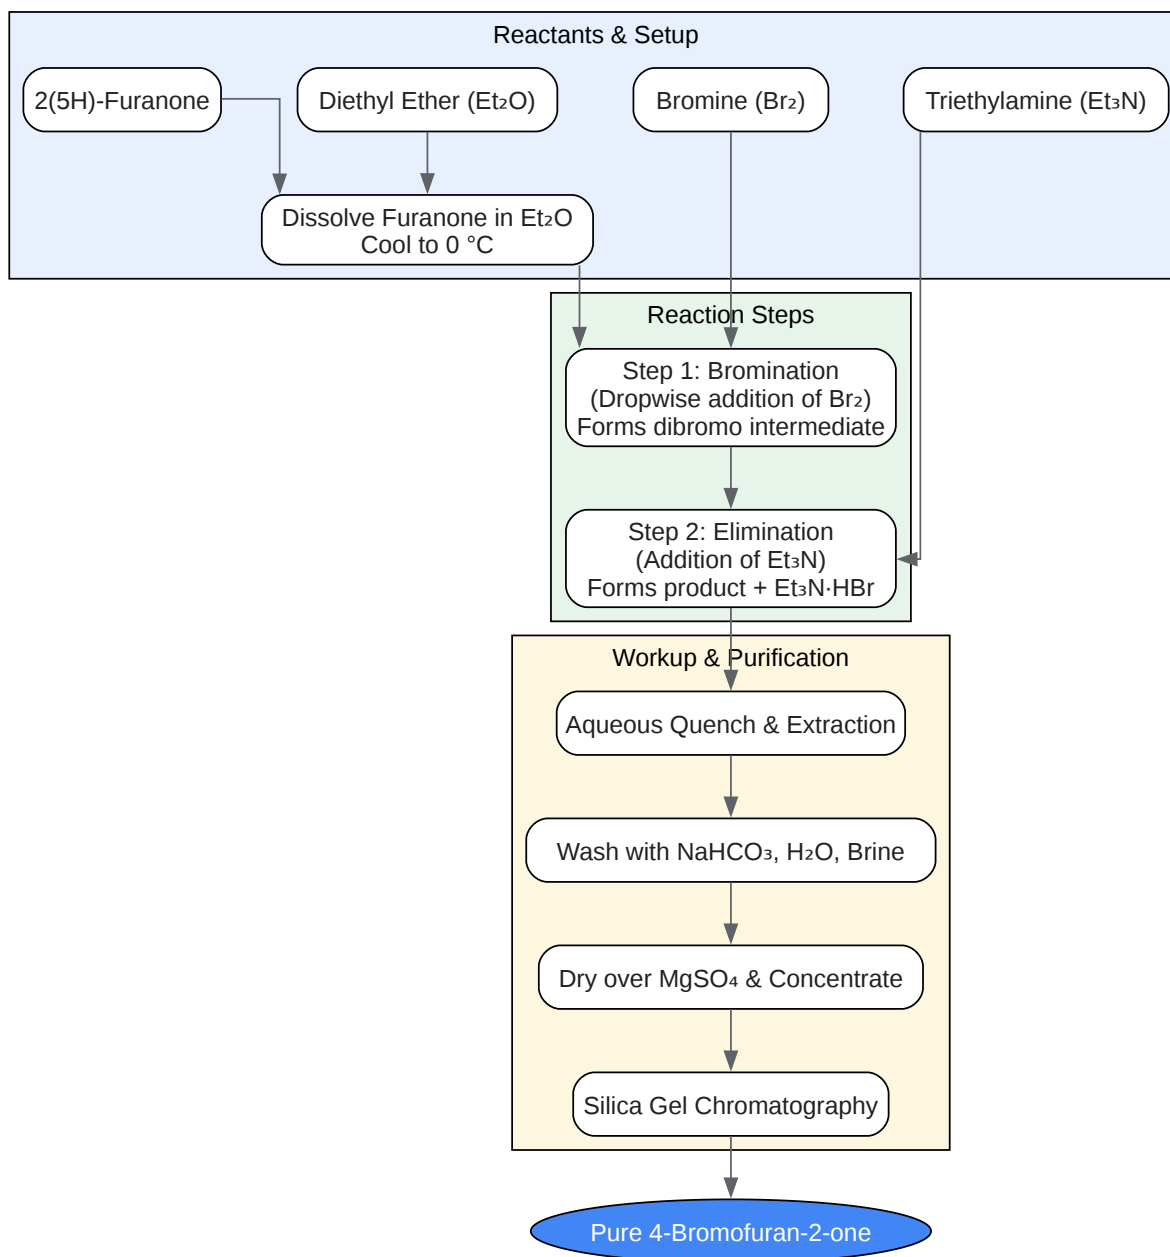 Reactants & Setup
2(5H)-Furanone
Diethyl Ether (Et₂O)
Bromine (Br₂)
Triethylamine (Et₃N)
Dissolve Furanone in Et₂O
Cool to 0 °C
Reaction Steps
Step 1: Bromination
(Dropwise addition of Br₂)
Forms dibromo intermediate
Step 2: Elimination
(Addition of Et₃N)
Forms product + Et₃N·HBr
Workup & Purification
Aqueous Quench & Extraction
Wash with NaHCO₃, H₂O, Brine
Dry over MgSO₄ & Concentrate
Silica Gel Chromatography
Pure 4-Bromofuran-2-one